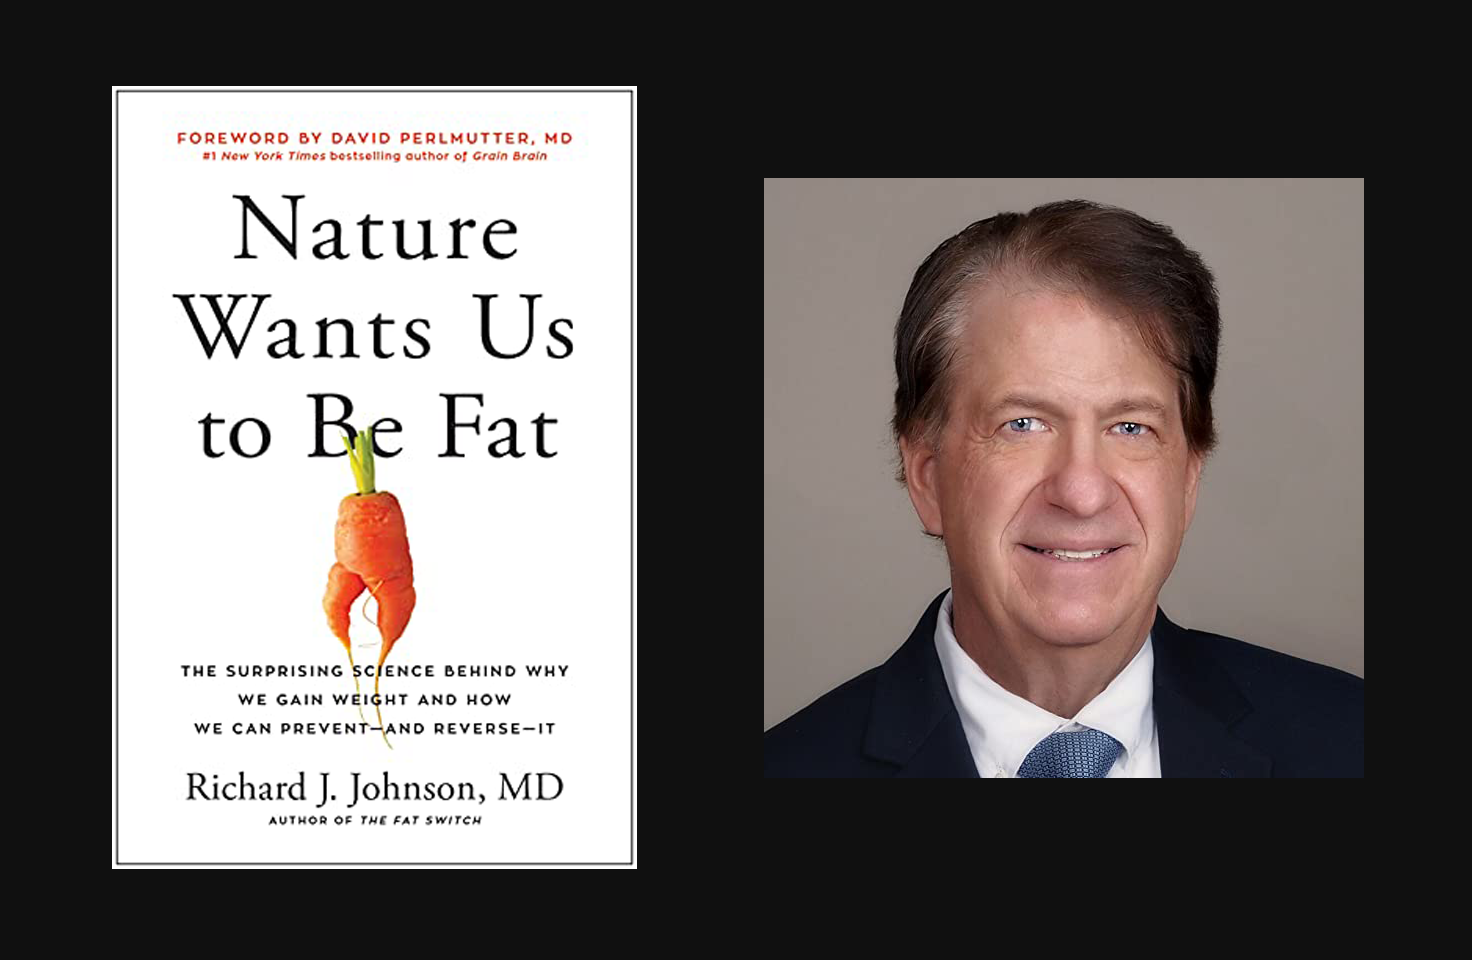 FOREWORD BY DAVID PERLMUTTER, MD
#1 New York Times bestselling author of Grain Brain
Nature
Wants Us
to Be Fat
THE SURPRISING SCIENCE BEHIND WHY
WE GAIN WEIGHT AND HOW
WE CAN PREVENT—AND REVERSE—IT
Richard J. Johnson, MD
AUTHOR OF THE FAT SWITCH